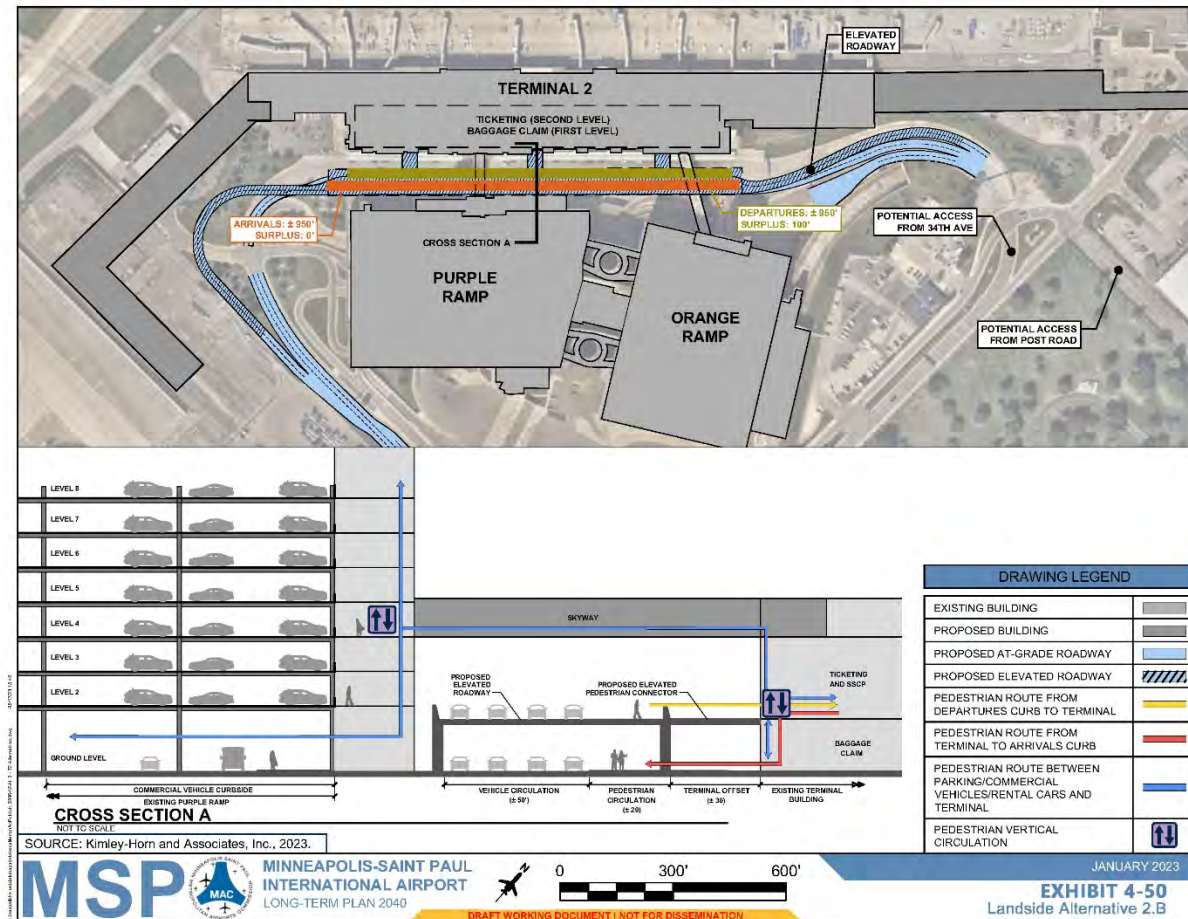 ELEVATED
ROADWAY
TERMINAL 2
TICKETING (SECOND LEVEL)
BAGGAGE CLAIM (FIRST LEVEL)
ARRIVALS: ± 950'
SURPLUS: 0'
DEPARTURES: ± 950'
SURPLUS: 100'
CROSS SECTION A
POTENTIAL ACCESS
FROM 34TH AVE
PURPLE
RAMP
ORANGE
RAMP
POTENTIAL ACCESS
FROM POST ROAD
LEVEL 8
LEVEL 7
LEVEL 6
LEVEL 5
LEVEL 4
LEVEL 3
LEVEL 2
GROUND LEVEL
SKYWAY
PROPOSED
ELEVATED
ROADWAY
PROPOSED ELEVATED
PEDESTRIAN CONNECTOR
TICKETING
AND SSCP
BAGGAGE
CLAIM
COMMERCIAL VEHICLE CURBSIDE
EXISTING PURPLE RAMP
VEHICLE CIRCULATION
(± 50')
PEDESTRIAN
CIRCULATION
(± 20)
TERMINAL OFFSET
(± 30)
EXISTING TERMINAL
BUILDING
CROSS SECTION A
NOT TO SCALE
SOURCE: Kimley-Horn and Associates, Inc., 2023.
DRAWING LEGEND
EXISTING BUILDING
PROPOSED BUILDING
PROPOSED AT-GRADE ROADWAY
PROPOSED ELEVATED ROADWAY
PEDESTRIAN ROUTE FROM
DEPARTURES CURB TO TERMINAL
PEDESTRIAN ROUTE FROM
TERMINAL TO ARRIVALS CURB
PEDESTRIAN ROUTE BETWEEN
PARKING/COMMERCIAL
VEHICLES/RENTAL CARS AND
TERMINAL
PEDESTRIAN VERTICAL
CIRCULATION
MSP
MAC
MINNEAPOLIS-SAINT PAUL
INTERNATIONAL AIRPORT
LONG-TERM PLAN 2040
N
0 300' 600'
DRAFT WORKING DOCUMENT | NOT FOR DISSEMINATION
JANUARY 2023
EXHIBIT 4-50
Landside Alternative 2.B